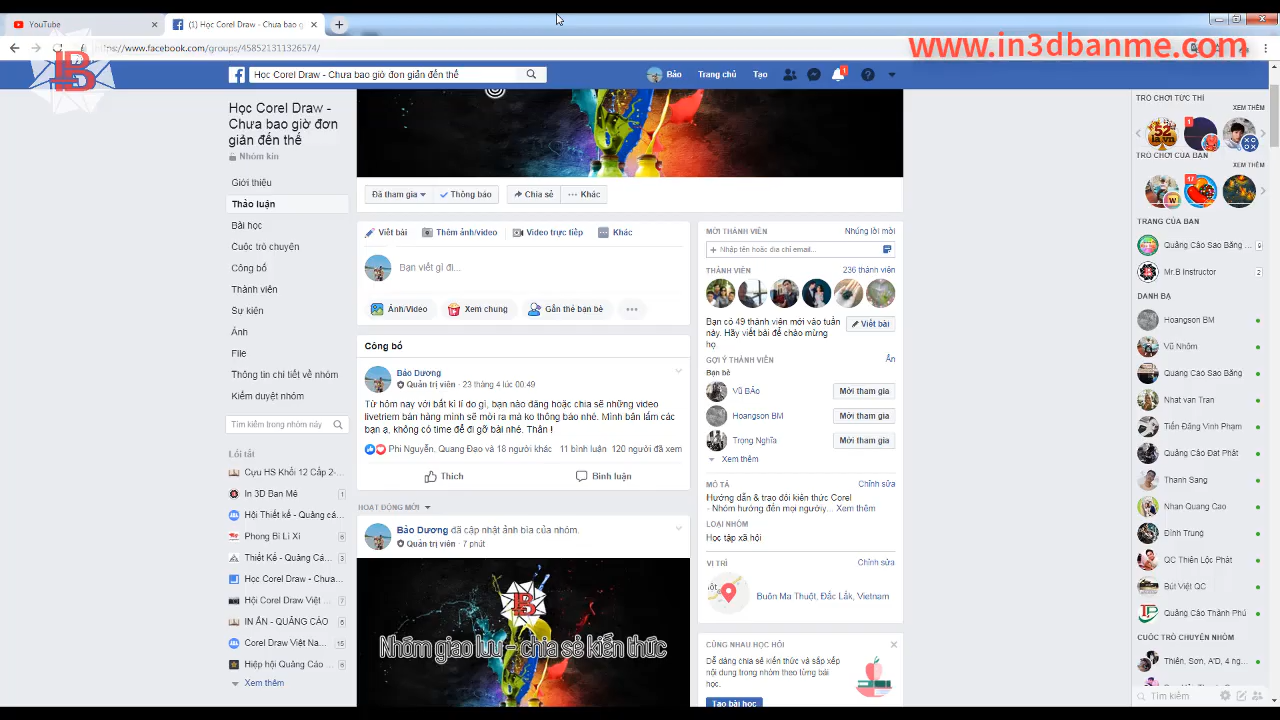 YouTube
(1) Học Corel Draw - Chưa bao g
ttps://www.facebook.com/groups/458521311326574/
www.in3dbanme.com
Học Corel Draw - Chưa bao giờ đơn giản đến thế
Bảo
Trang chủ
Tạo
1
Học Corel Draw -
Chưa bao giờ đơn
giản đến thế
Nhóm kín
Giới thiệu
Thảo luận
Bài học
Cuộc trò chuyện
Công bố
Thành viên
Sự kiện
Ảnh
File
Thông tin chi tiết về nhóm
Kiểm duyệt nhóm
Tìm kiếm trong nhóm này
Lối tắt
Cựu HS Khối 12 Cấp 2-...
In 3D Ban Mê 1
Hội Thiết kế - Quảng cá...
Phong Bì Lì Xì 6
Thiết Kế - Quảng Cá...
Học Corel Draw - Chưa...
Hội Corel Draw Việt ... 7
IN ẤN - QUẢNG CÁO 6
Corel Draw Việt Na... 15
Hiệp hội Quảng Cáo ... 6
Xem thêm
Đã tham gia
Thông báo
Chia sẻ
Khác
Viết bài
Thêm ảnh/video
Video trực tiếp
Khác
Bạn viết gì đi...
Ảnh/Video
Xem chung
Gắn thẻ bạn bè
Công bố
Bảo Dương
Quản trị viên · 23 tháng 4 lúc 00:49
Từ hôm nay với bất kì lí do gì, bạn nào đăng hoặc chia sẽ những video
livetriem bán hàng mình sẽ mời ra mà ko thông báo nhé. Mình bận lắm các
bạn ạ, không có time để đi gỡ bài nhé. Thân !
Phi Nguyễn, Quang Đạo và 18 người khác
11 bình luận
120 người đã xem
Thích
Bình luận
HOẠT ĐỘNG MỚI
Bảo Dương đã cập nhật ảnh bìa của nhóm.
Quản trị viên · 7 phút
Nhóm giao lưu - chia sẻ kiến thức
MỜI THÀNH VIÊN
Nhúng lời mời
+ Nhập tên hoặc địa chỉ email...
THÀNH VIÊN
236 thành viên
Bạn có 49 thành viên mới vào tuần
này. Hãy viết bài để chào mừng
họ
Viết bài
GỢI Ý THÀNH VIÊN
Ẩn
Bạn bè
Vũ BẢo
Mời tham gia
Hoangson BM
Mời tham gia
Trọng Nghĩa
Mời tham gia
Xem thêm
MÔ TẢ
Chỉnh sửa
Hướng dẫn & trao đổi kiến thức Corel
- Nhóm hướng đến mọi ngườiy... Xem thêm
LOẠI NHÓM
Học tập xã hội
VỊ TRÍ
Chỉnh sửa
Buôn Ma Thuột, Đắc Lắk, Vietnam
CÙNG NHAU HỌC HỎI
Dễ dàng chia sẻ kiến thức và sắp xếp
nội dung trong nhóm theo từng bài
học.
Tạo bài học
TRÒ CHƠI TỨC THÌ
XEM THÊM
1
TRÒ CHƠI CỦA BẠN
XEM THÊM
17
TRANG CỦA BẠN
Quảng Cáo Sao Băng ... 9
Mr.B Instructor 2
DANH BẠ
Hoangson BM
Vũ Nhôm
Quảng Cáo Sao Băng
Nhat van Tran
Tiến Đáng Vĩnh Phạm
Quảng Cáo Đạt Phát
Thanh Sang
Nhan Quang Cao
Đình Trung
QC Thiên Lộc Phát
Bút Việt QC
Quảng Cáo Thành Phú
CUỘC TRÒ CHUYỆN NHÓM
Thiên, Sơn, A'D, 4 ng...
Tìm kiếm